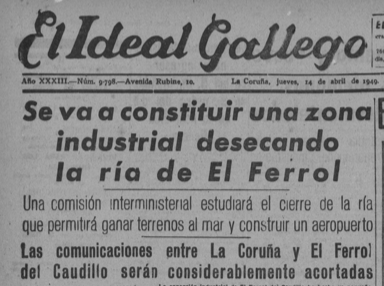 El Ideal Gallego
Año XXXIII.—Núm. 9.798.—Avenida Rubine, 10. La Coruña, jueves, 14 de abril de 1949.
Se va a constituir una zona
industrial desecando
la ría de El Ferrol
Una comisión interministerial estudiará el cierre de la ría
que permitirá ganar terrenos al mar y construir un aeropuerto
Las comunicaciones entre La Coruña y El Ferrol
del Caudillo serán considerablemente acortadas